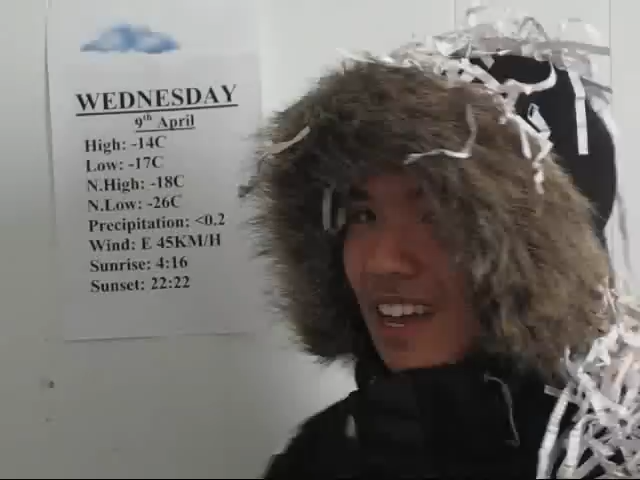 WEDNESDAY
9th April
High: -14C
Low: -17C
N.High: -18C
N.Low: -26C
Precipitation: <0.2
Wind: E 45KM/H
Sunrise: 4:16
Sunset: 22:22